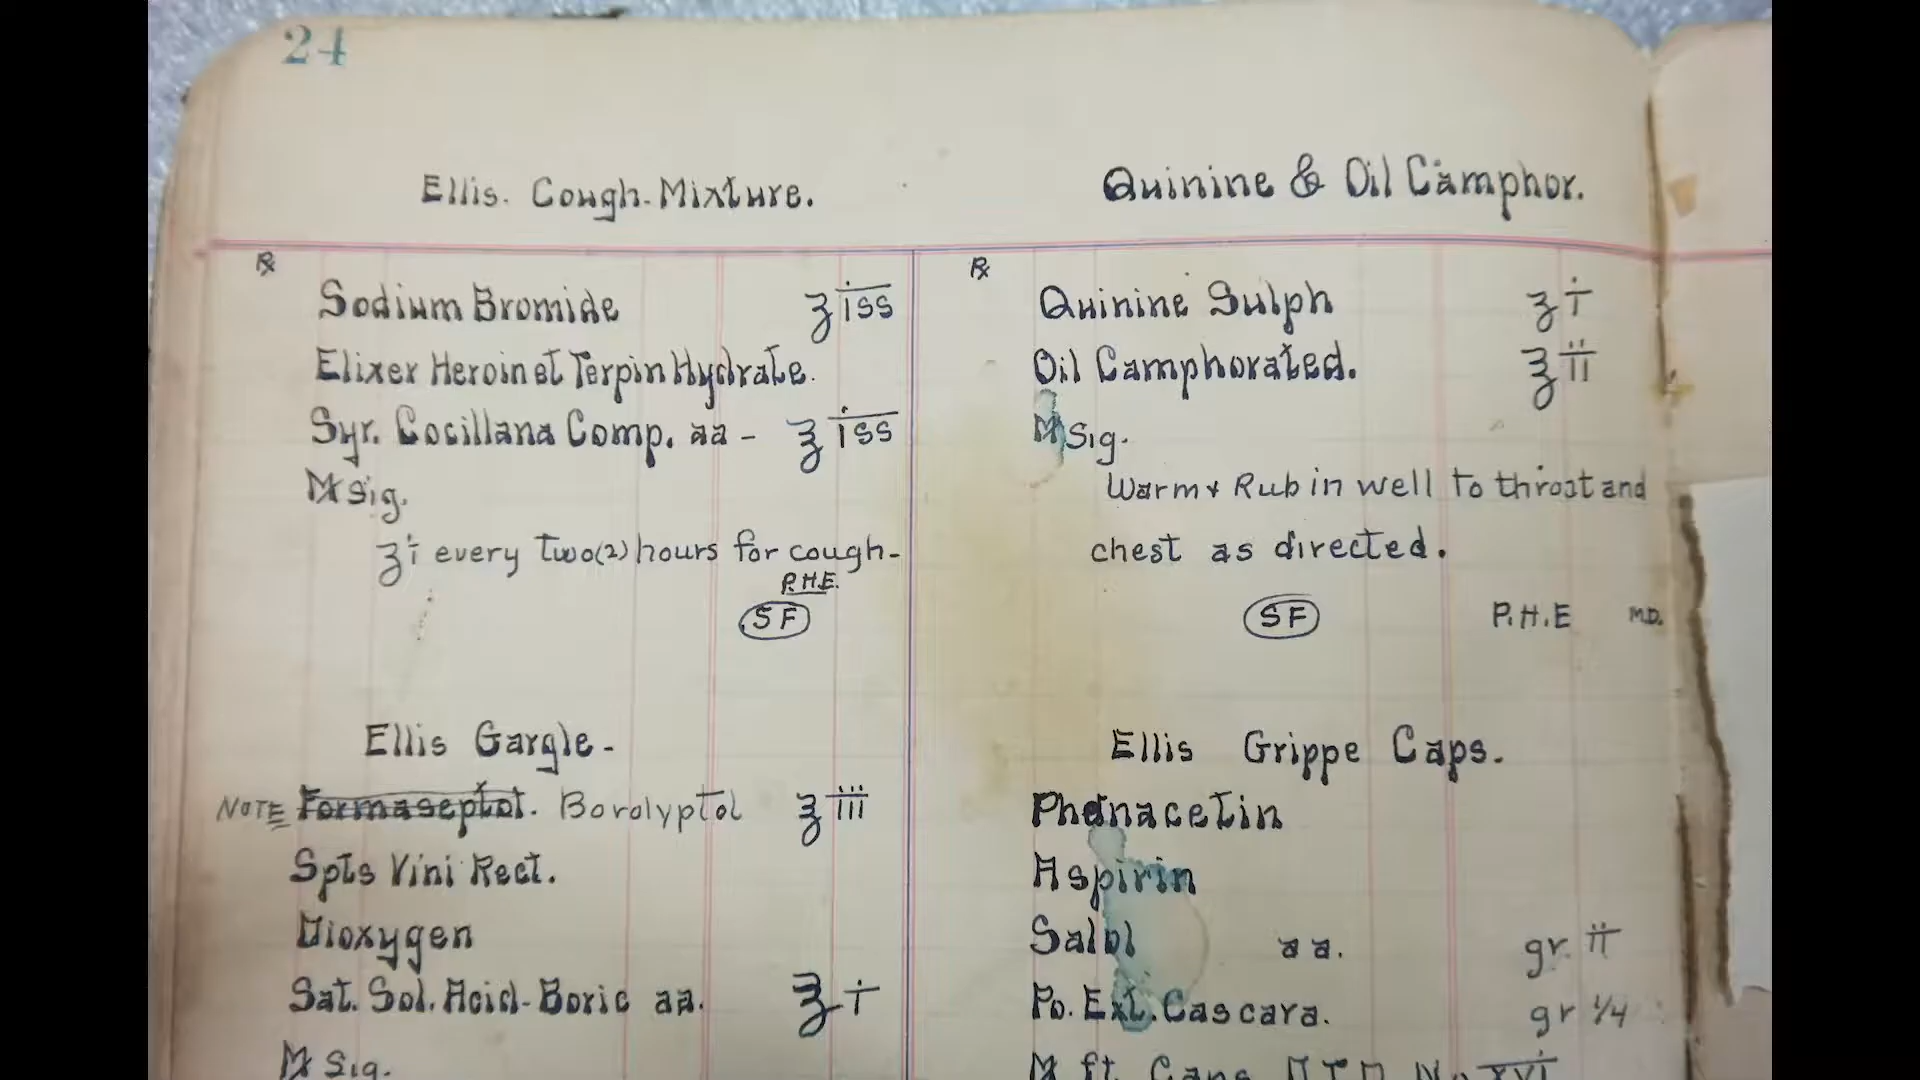 24
Ellis. Cough. Mixture.
℞
Sodium Bromide ʒ iss
Elixer Heroin et Terpin Hydrate.
Syr. Cocillana Comp. aa - ℥ iss
M Sig.
ʒ i every two (2) hours for cough -
P.H.E.
SF
Ellis Gargle -
NOTE Formaseptol. Borolyptol ℥ iii
Spts Vini Rect.
Dioxygen
Sat. Sol. Acid-Boric aa. ℥ i
M Sig.
Quinine & Oil Camphor.
℞
Quinine Sulph ʒ i
Oil Camphorated. ℥ ii
M Sig.
Warm + Rub in well to throat and
chest as directed.
SF P.H.E M.D.
Ellis Grippe Caps.
Phenacetin
Aspirin
Salol aa. gr. ii
Po. Ext. Cascara. gr 1/4
M ft. Caps D T D No XVI